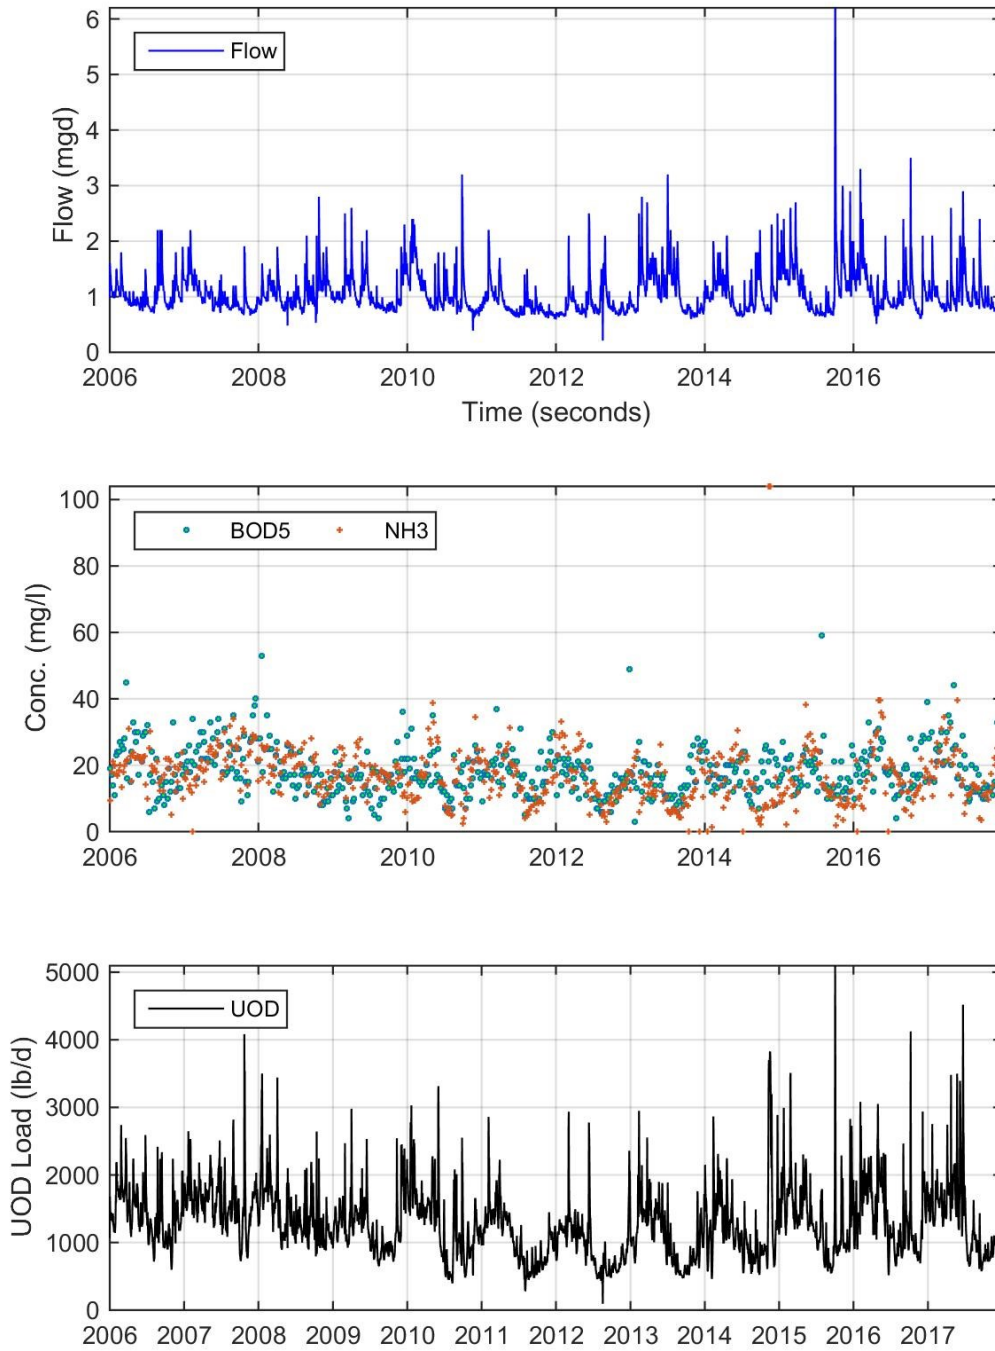 6
5
4
3
2
1
0
Flow (mgd)
Flow
2006 2008 2010 2012 2014 2016
Time (seconds)
100
80
60
40
20
0
Conc. (mg/l)
BOD5 NH3
2006 2008 2010 2012 2014 2016
5000
4000
3000
2000
1000
0
UOD Load (lb/d)
UOD
2006 2007 2008 2009 2010 2011 2012 2013 2014 2015 2016 2017